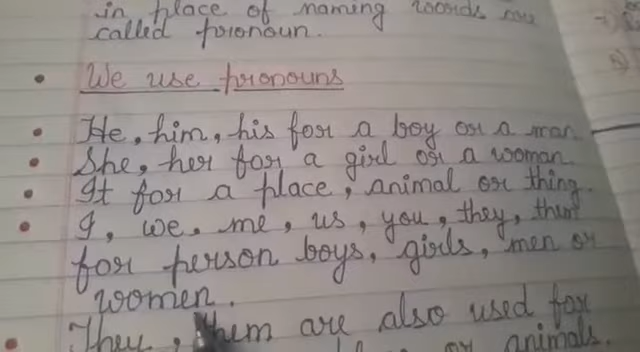 in place of naming words are
called pronoun.
We use pronouns
He, him, his for a boy or a man
She, her for a girl or a woman
It for a place, animal or thing.
I, we, me, us, you, they, them
for person boys, girls, men or
women.
They, them are also used for
or animals.